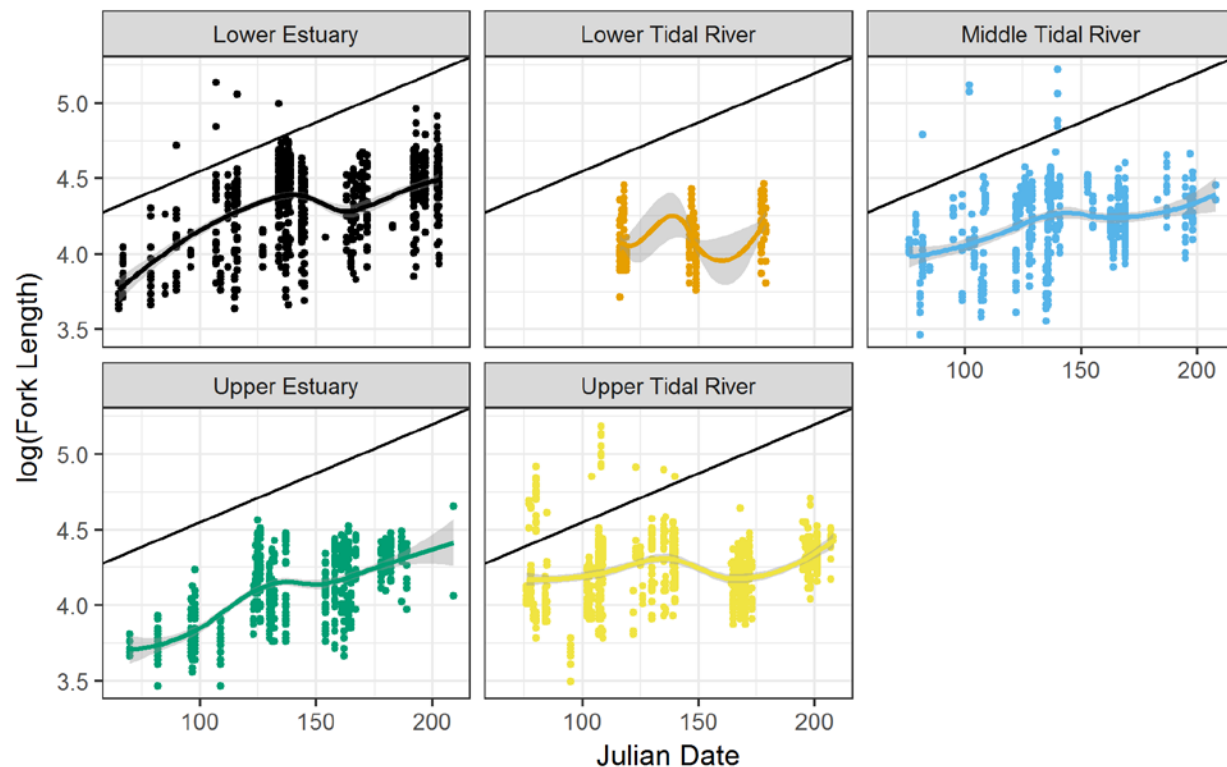 Lower Estuary
Lower Tidal River
Middle Tidal River
5.0
4.5
4.0
3.5
100
150
200
Upper Estuary
Upper Tidal River
5.0
4.5
4.0
3.5
100
150
200
100
150
200
log(Fork Length)
Julian Date